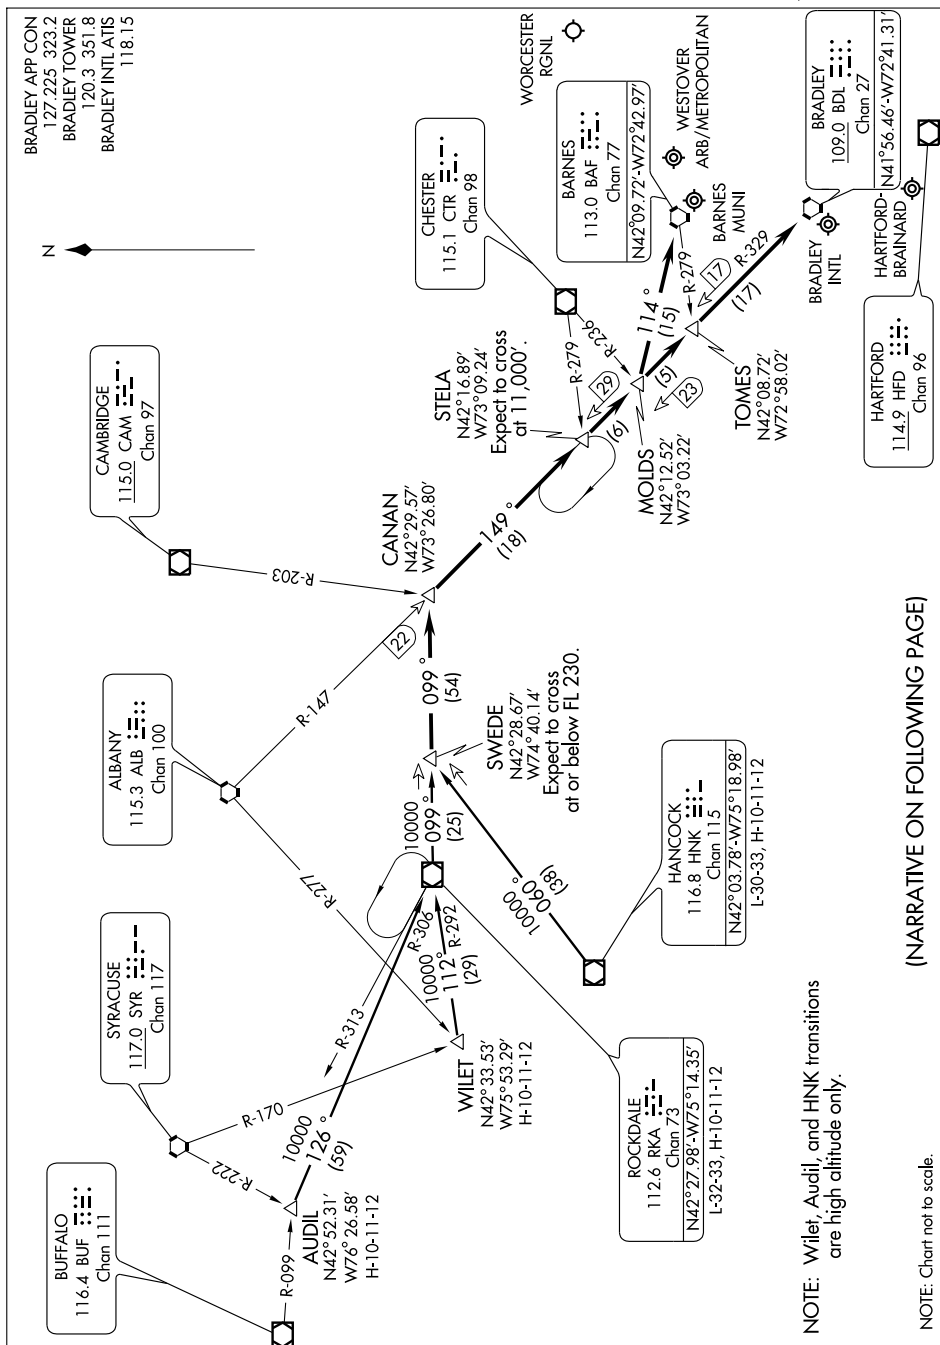 BRADLEY APP CON
127.225 323.2
BRADLEY TOWER
120.3 351.8
BRADLEY INTL ATIS
118.15
N
BUFFALO
116.4 BUF
Chan 111
SYRACUSE
117.0 SYR
Chan 117
ALBANY
115.3 ALB
Chan 100
CAMBRIDGE
115.0 CAM
Chan 97
CHESTER
115.1 CTR
Chan 98
BARNES
113.0 BAF
Chan 77
N42°09.72'-W72°42.97'
WORCESTER
RGNL
WESTOVER
ARB/METROPOLITAN
BARNES
MUNI
BRADLEY
109.0 BDL
Chan 27
N41°56.46'-W72°41.31'
BRADLEY
INTL
HARTFORD-
BRAINARD
HARTFORD
114.9 HFD
Chan 96
R-099
R-222
R-170
AUDIL
N42°52.31'
W76°26.58'
H-10-11-12
10000
126°
(59)
R-313
R-306
R-277
R-147
22
R-203
WILET
N42°33.53'
W75°53.29'
H-10-11-12
10000
112°
(29)
R-292
10000
099°
(25)
10000
060°
(38)
SWEDE
N42°28.67'
W74°40.14'
Expect to cross
at or below FL 230.
099°
(54)
CANAN
N42°29.57'
W73°26.80'
149°
(18)
STELA
N42°16.89'
W73°09.24'
Expect to cross
at 11,000'.
R-279
R-236
29
(6)
MOLDS
N42°12.52'
W73°03.22'
23
(5)
114°
(15)
R-279
17
TOMES
N42°08.72'
W72°58.02'
(17)
R-329
ROCKDALE
112.6 RKA
Chan 73
N42°27.98'-W75°14.35'
L-32-33, H-10-11-12
HANCOCK
116.8 HNK
Chan 115
N42°03.78'-W75°18.98'
L-30-33, H-10-11-12
NOTE: Wilet, Audil, and HNK transitions
are high altitude only.
(NARRATIVE ON FOLLOWING PAGE)
NOTE: Chart not to scale.